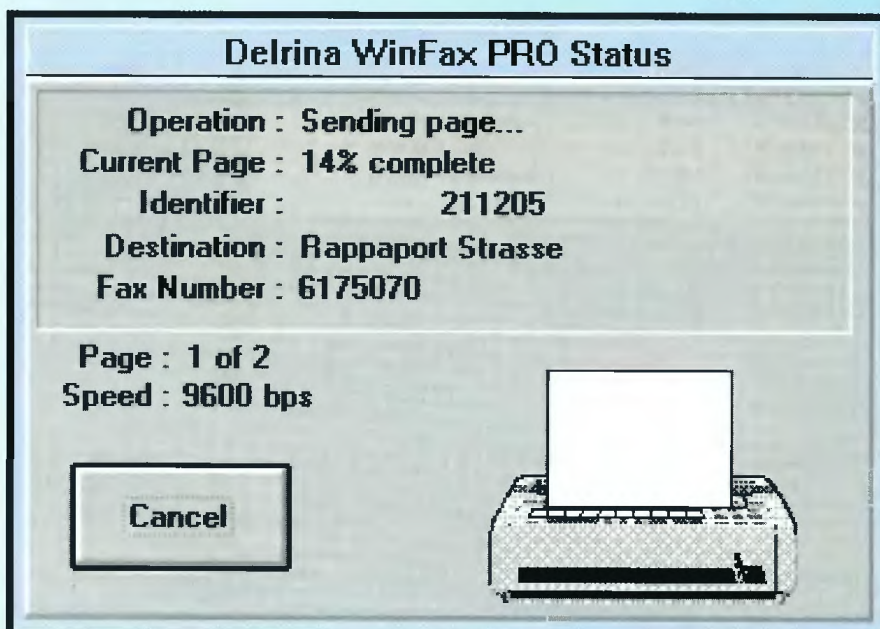 Delrina WinFax PRO Status
Operation : Sending page...
Current Page : 14% complete
Identifier : 211205
Destination : Rappaport Strasse
Fax Number : 6175070
Page : 1 of 2
Speed : 9600 bps
Cancel